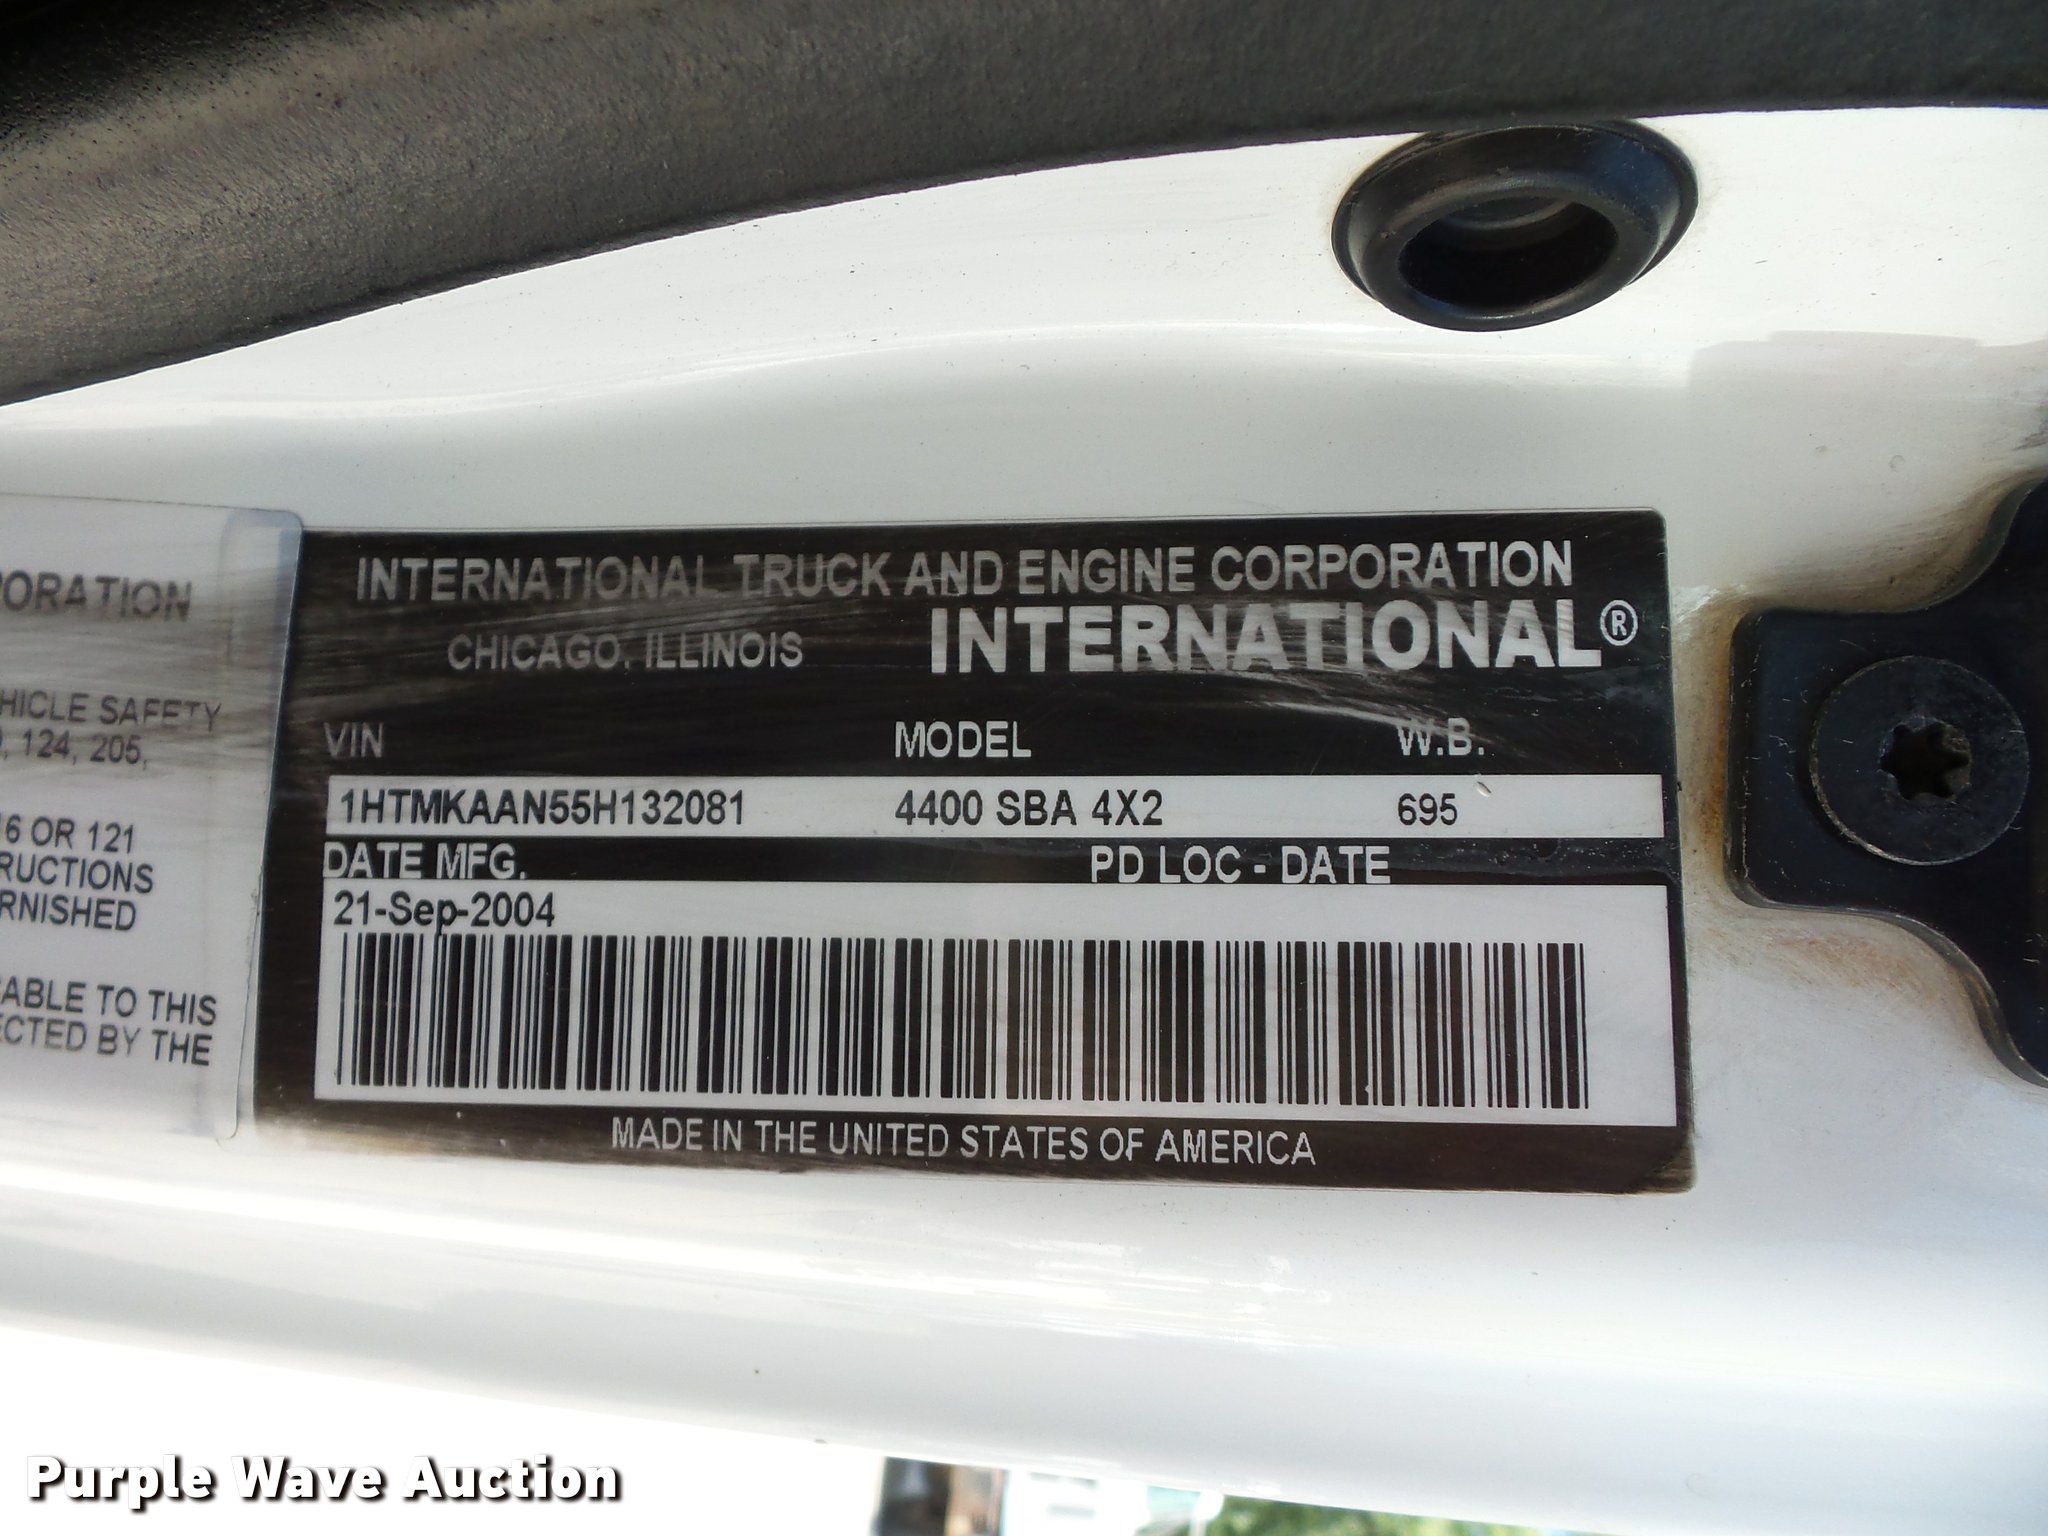 PORATION
HICLE SAFETY
, 124, 205,
16 OR 121
RUCTIONS
RNISHED
CABLE TO THIS
ECTED BY THE
INTERNATIONAL TRUCK AND ENGINE CORPORATION
CHICAGO, ILLINOIS INTERNATIONAL®
VIN MODEL W.B.
1HTMKAAN55H132081 4400 SBA 4X2 695
DATE MFG. PD LOC - DATE
21-Sep-2004
MADE IN THE UNITED STATES OF AMERICA
Purple Wave Auction